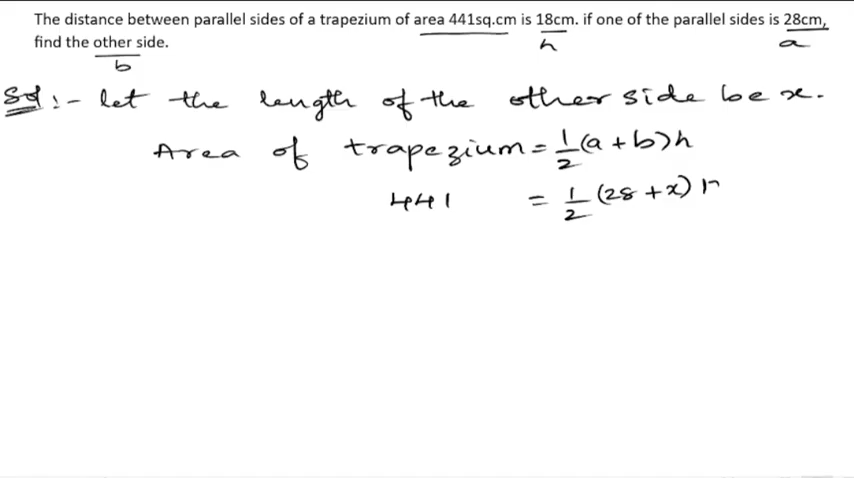 The distance between parallel sides of a trapezium of area 441sq.cm is 18cm. if one of the parallel sides is 28cm,
h a
find the other side.
b
Sol :- let the length of the other side be x.
Area of trapezium = 1/2 (a + b) h
441 = 1/2 (28 + x)